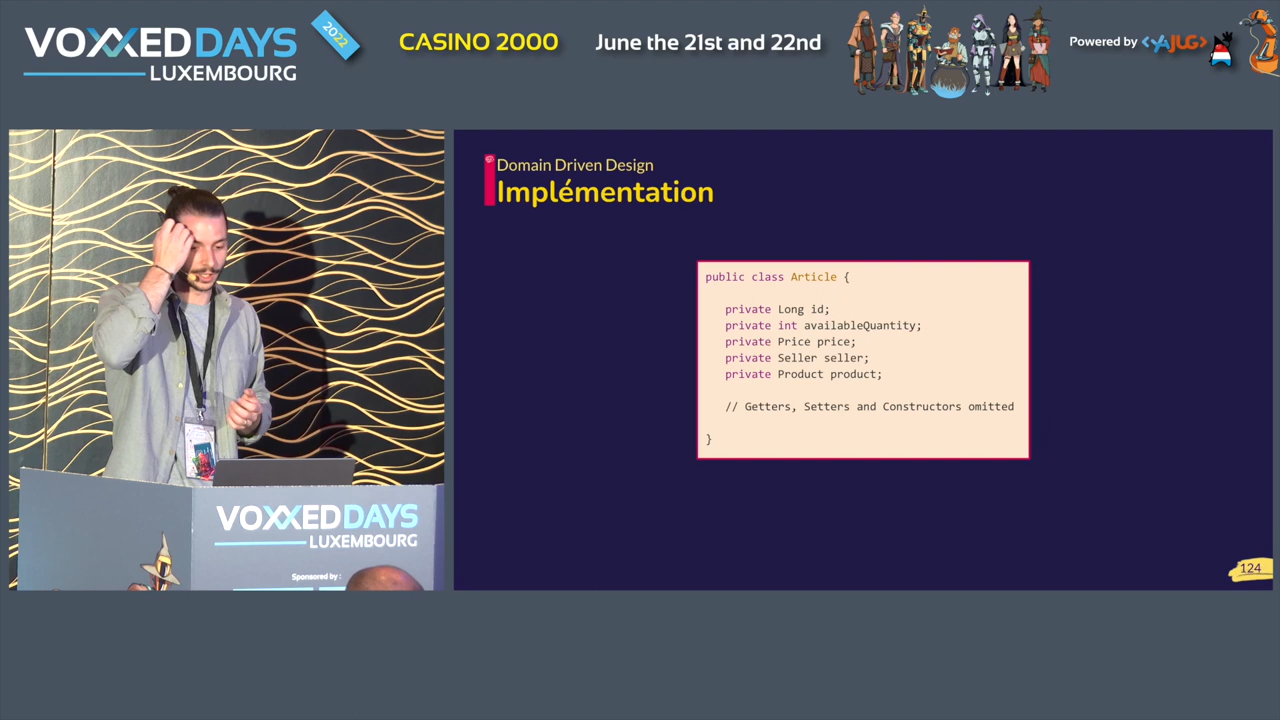 VOXXED DAYS
LUXEMBOURG
2022
CASINO 2000
June the 21st and 22nd
Powered by <YAJUG>
Domain Driven Design
Implémentation
public class Article {
private Long id;
private int availableQuantity;
private Price price;
private Seller seller;
private Product product;
// Getters, Setters and Constructors omitted
}
124
VOXXED DAYS
LUXEMBOURG
Sponsored by :